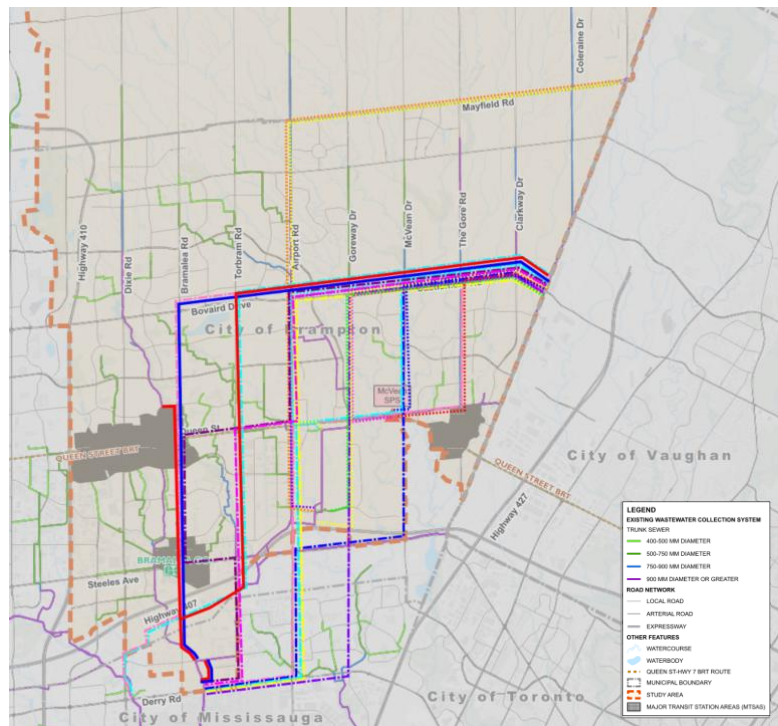 Coleraine Dr
Mayfield Rd
Highway 410
Dixie Rd
Bramalea Rd
Torbram Rd
Airport Rd
Goreway Dr
McVean Dr
The Gore Rd
Clarkway Dr
Bovaird Drive
City of Brampton
McVean
SPS
Queen St
QUEEN STREET BRT
QUEEN STREET BRT
City of Vaughan
Highway 427
BRAMALEA
Steeles Ave
Highway 407
Derry Rd
City of Mississauga
City of Toronto
LEGEND
EXISTING WASTEWATER COLLECTION SYSTEM
TRUNK SEWER
400-500 MM DIAMETER
500-750 MM DIAMETER
750-900 MM DIAMETER
900 MM DIAMETER OR GREATER
ROAD NETWORK
LOCAL ROAD
ARTERIAL ROAD
EXPRESSWAY
OTHER FEATURES
WATERCOURSE
WATERBODY
QUEEN ST-HWY 7 BRT ROUTE
MUNICIPAL BOUNDARY
STUDY AREA
MAJOR TRANSIT STATION AREAS (MTSAS)